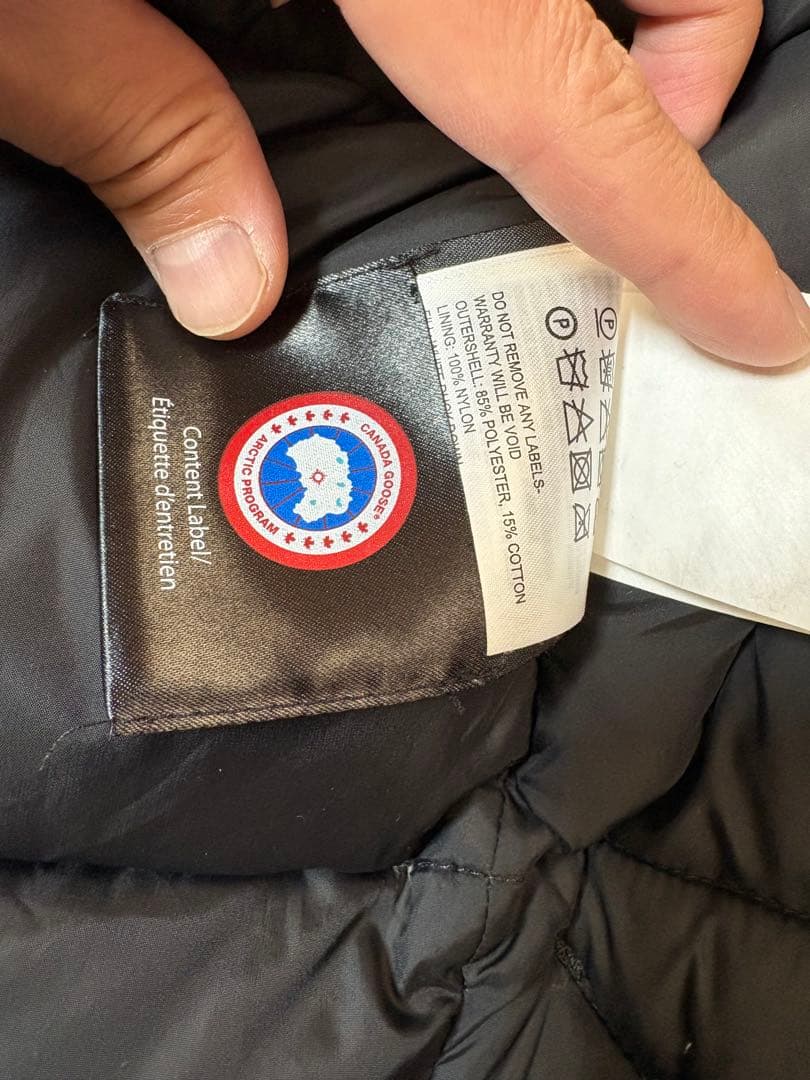 Content Label/
Étiquette d'entretien
CANADA GOOSE®
ARCTIC PROGRAM
P
P
DO NOT REMOVE ANY LABELS-
WARRANTY WILL BE VOID
OUTERSHELL: 85% POLYESTER, 15% COTTON
LINING: 100% NYLON